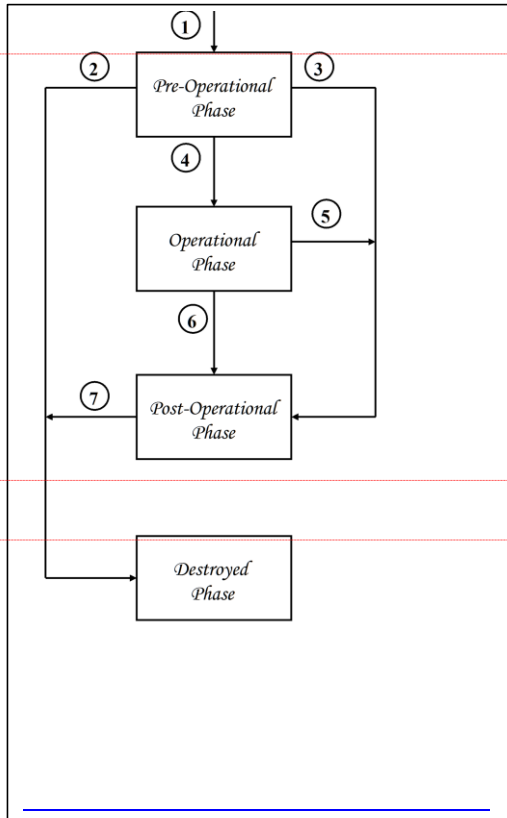 1
2
3
Pre-Operational
Phase
4
5
Operational
Phase
6
7
Post-Operational
Phase
Destroyed
Phase